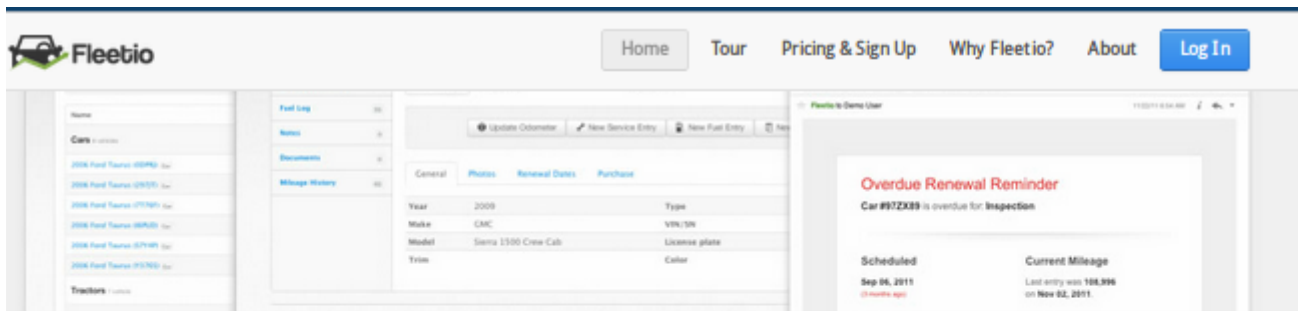 Fleetio
Home Tour Pricing & Sign Up Why Fleetio? About Log In
Name
Cars
2006 Ford Taurus
2006 Ford Taurus
2006 Ford Taurus
2006 Ford Taurus
2006 Ford Taurus
2006 Ford Taurus
Tractors
Fuel Log
Notes
Documents
Mileage History
Update Odometer New Service Entry New Fuel Entry
General Photos Renewal Dates Purchase
Year 2009 Type
Make GMC VIN/SN
Model Sierra 1500 Crew Cab License plate
Trim Color
Fleetio to Demo User
Overdue Renewal Reminder
Car #97ZX89 is overdue for: Inspection
Scheduled Current Mileage
Sep 06, 2011 Last entry was 108,996
(3 months ago) on Nov 02, 2011.